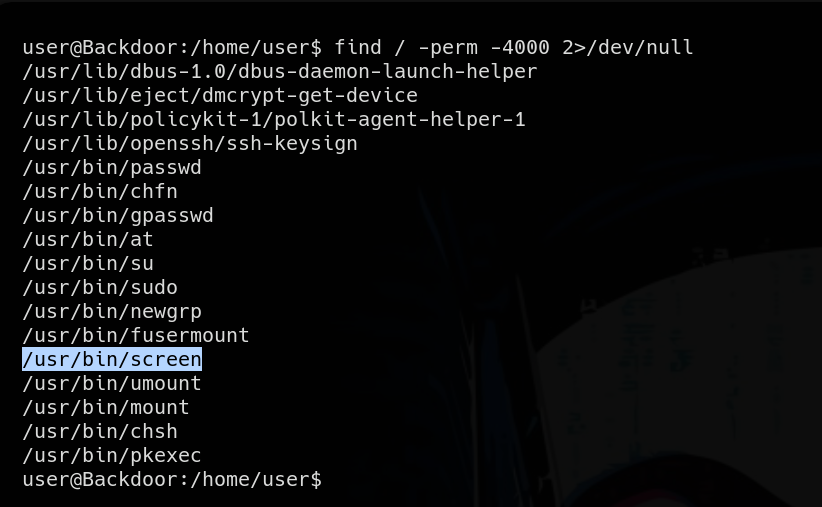 user@Backdoor:/home/user$ find / -perm -4000 2>/dev/null
/usr/lib/dbus-1.0/dbus-daemon-launch-helper
/usr/lib/eject/dmcrypt-get-device
/usr/lib/policykit-1/polkit-agent-helper-1
/usr/lib/openssh/ssh-keysign
/usr/bin/passwd
/usr/bin/chfn
/usr/bin/gpasswd
/usr/bin/at
/usr/bin/su
/usr/bin/sudo
/usr/bin/newgrp
/usr/bin/fusermount
/usr/bin/screen
/usr/bin/umount
/usr/bin/mount
/usr/bin/chsh
/usr/bin/pkexec
user@Backdoor:/home/user$